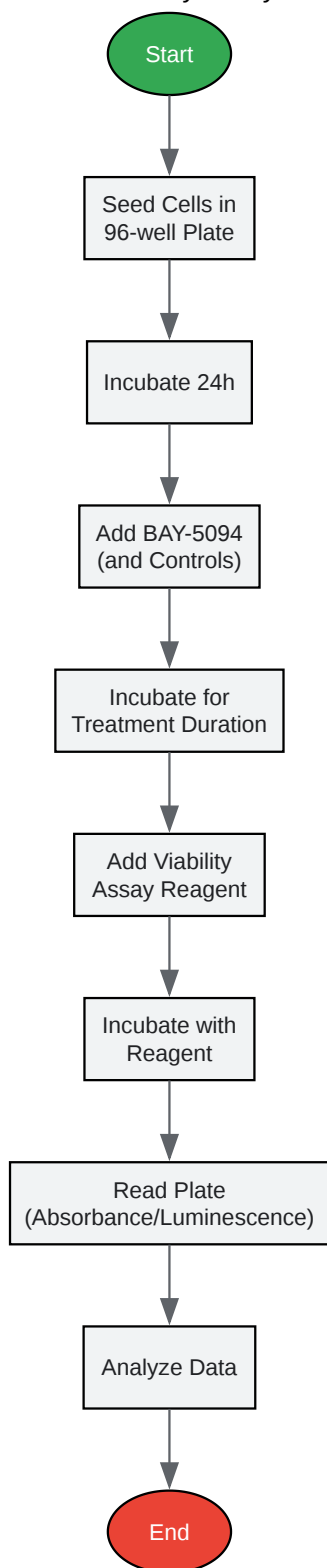 Start
Seed Cells in
96-well Plate
Incubate 24h
Add BAY-5094
(and Controls)
Incubate for
Treatment Duration
Add Viability
Assay Reagent
Incubate with
Reagent
Read Plate
(Absorbance/Luminescence)
Analyze Data
End